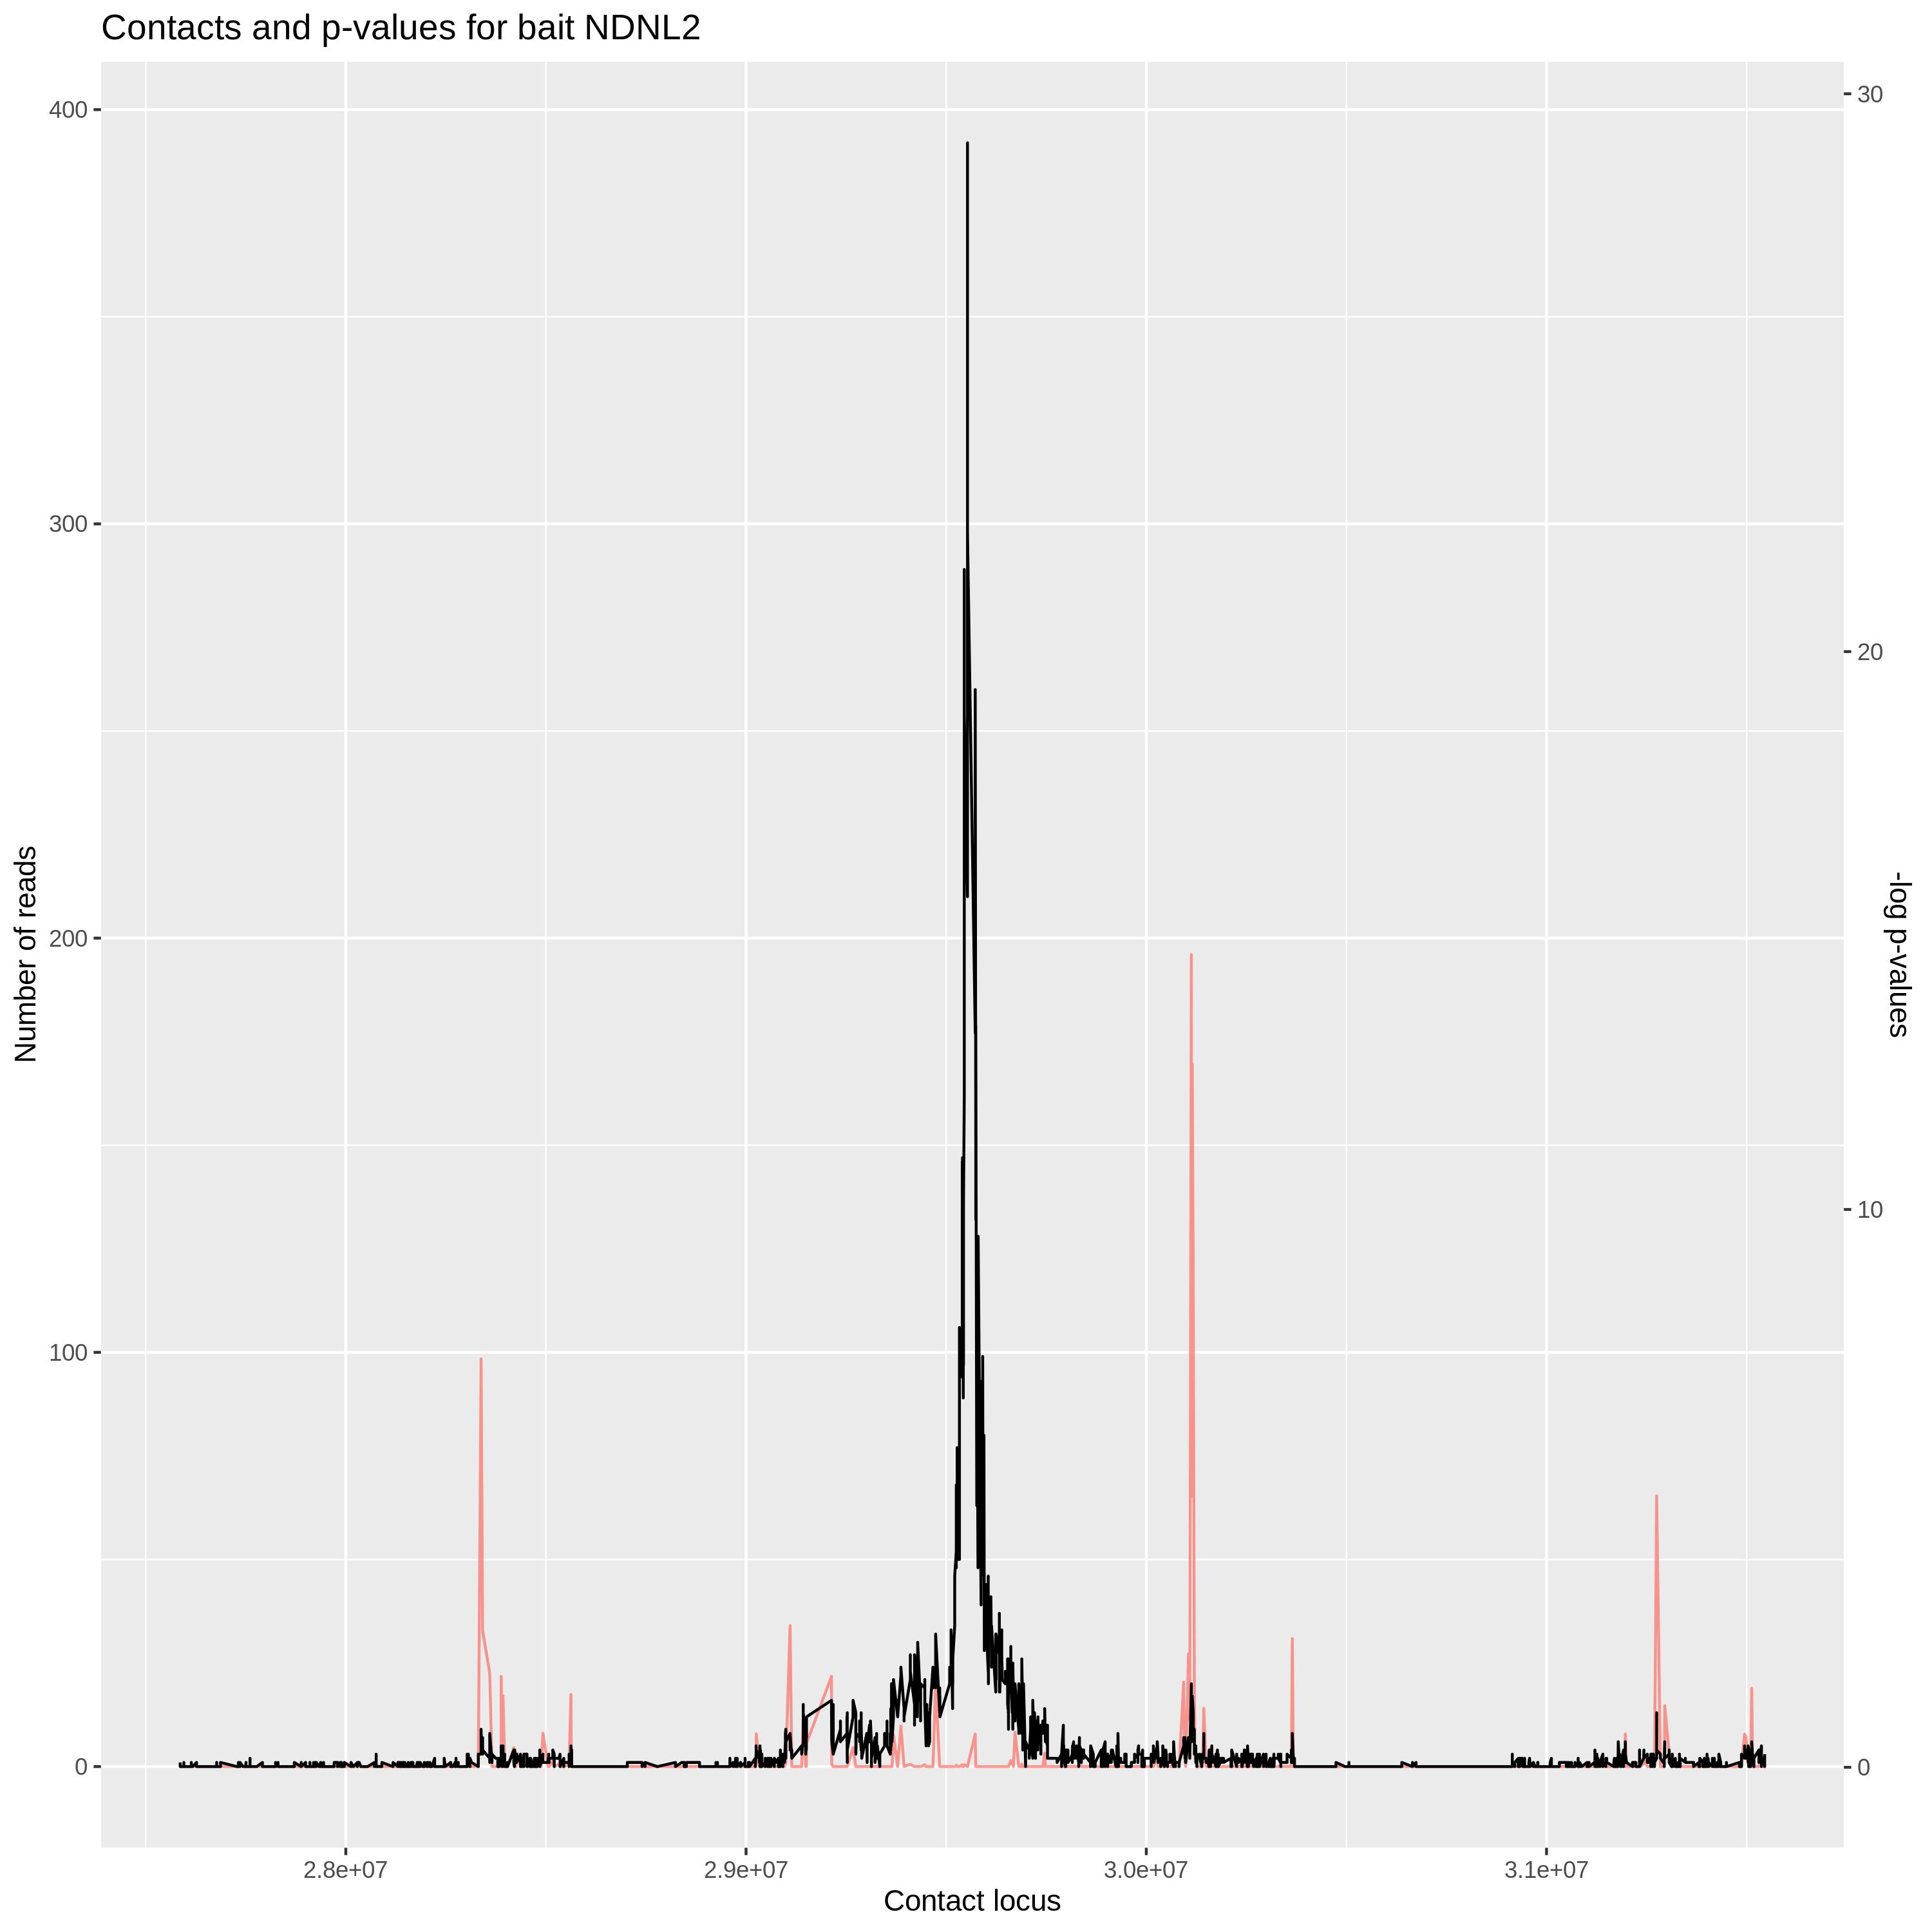 Contacts and p-values for bait NDNL2
400
300
200
100
0
30
20
10
0
Number of reads
-log p-values
2.8e+07
2.9e+07
3.0e+07
3.1e+07
Contact locus